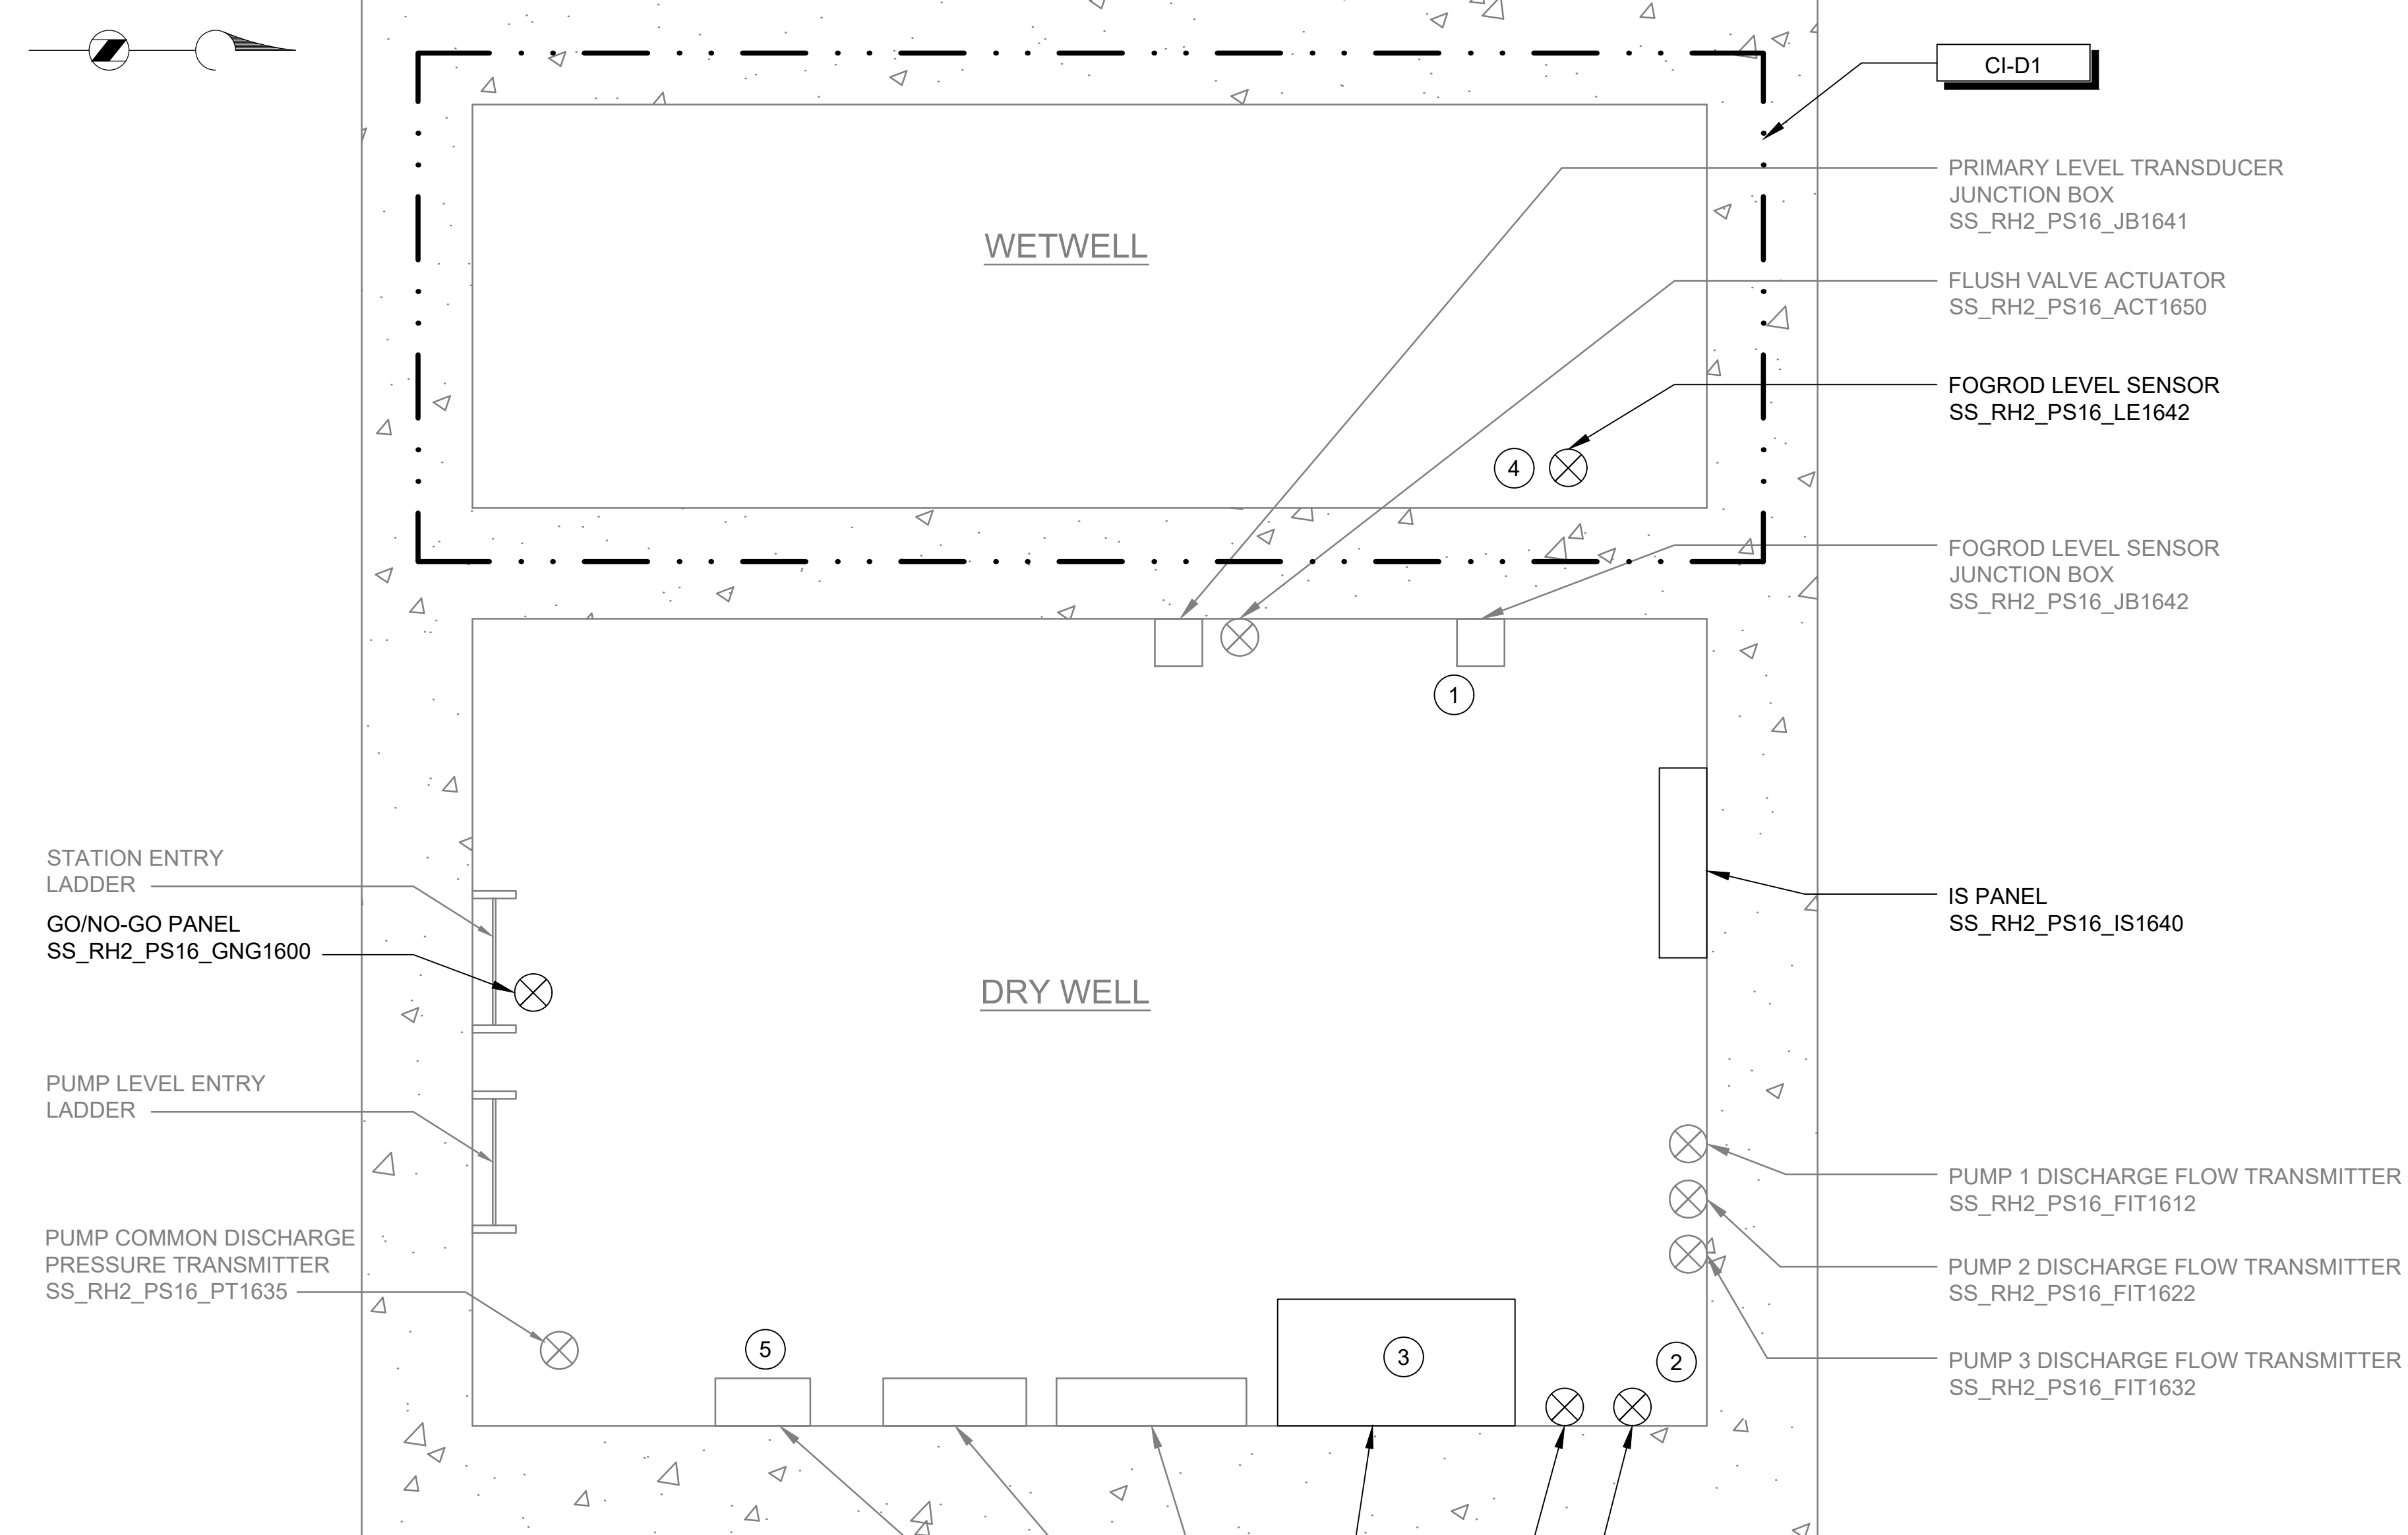 CI-D1
PRIMARY LEVEL TRANSDUCER
JUNCTION BOX
SS_RH2_PS16_JB1641
WETWELL
FLUSH VALVE ACTUATOR
SS_RH2_PS16_ACT1650
FOGROD LEVEL SENSOR
SS_RH2_PS16_LE1642
4
FOGROD LEVEL SENSOR
JUNCTION BOX
SS_RH2_PS16_JB1642
1
STATION ENTRY
LADDER
GO/NO-GO PANEL
SS_RH2_PS16_GNG1600
IS PANEL
SS_RH2_PS16_IS1640
DRY WELL
PUMP LEVEL ENTRY
LADDER
PUMP 1 DISCHARGE FLOW TRANSMITTER
SS_RH2_PS16_FIT1612
PUMP COMMON DISCHARGE
PRESSURE TRANSMITTER
SS_RH2_PS16_PT1635
PUMP 2 DISCHARGE FLOW TRANSMITTER
SS_RH2_PS16_FIT1622
5
3
2
PUMP 3 DISCHARGE FLOW TRANSMITTER
SS_RH2_PS16_FIT1632